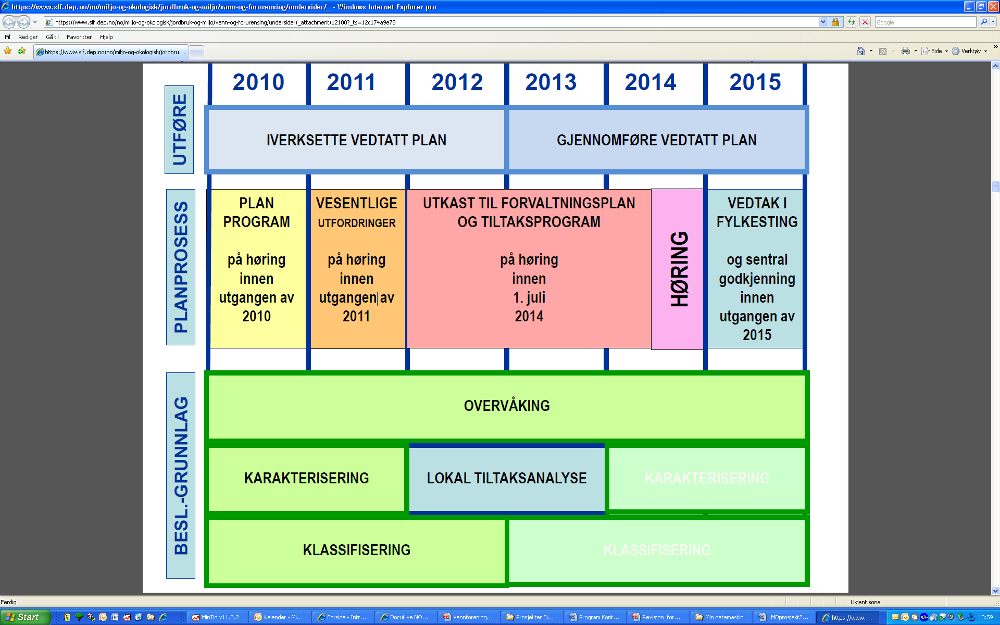 https://www.slf.dep.no/no/miljo-og-okologisk/jordbruk-og-miljo/vann-og-forurensing/undersider/_ - Windows Internet Explorer pro
https://www.slf.dep.no/no/miljo-og-okologisk/jordbruk-og-miljo/vann-og-forurensing/undersider/_attachment/12100?_ts=12c174a9e78
Google
Fil Rediger Gå til Favoritter Hjelp
https://www.slf.dep.no/no/miljo-og-okologisk/jordbru...
Side Verktøy
2010 2011 2012 2013 2014 2015
UTFØRE
IVERKSETTE VEDTATT PLAN
GJENNOMFØRE VEDTATT PLAN
PLANPROSESS
PLAN
PROGRAM
på høring
innen
utgangen av
2010
VESENTLIGE
UTFORDRINGER
på høring
innen
utgangen av
2011
UTKAST TIL FORVALTNINGSPLAN
OG TILTAKSPROGRAM
på høring
innen
1. juli
2014
HØRING
VEDTAK I
FYLKESTING
og sentral
godkjenning
innen
utgangen av
2015
BESL.-GRUNNLAG
OVERVÅKING
KARAKTERISERING
LOKAL TILTAKSANALYSE
KARAKTERISERING
KLASSIFISERING
KLASSIFISERING
Ferdig
Ukjent sone
Start
MinTid v11.2.2
Kalender - Mi...
Forside - Intr...
DocuLive NO...
Vannforening...
Prosjekter Bi...
Program Kont...
Revisjon_for...
Min datamaskin
LMDprosjekt2...
https://www....
10:59